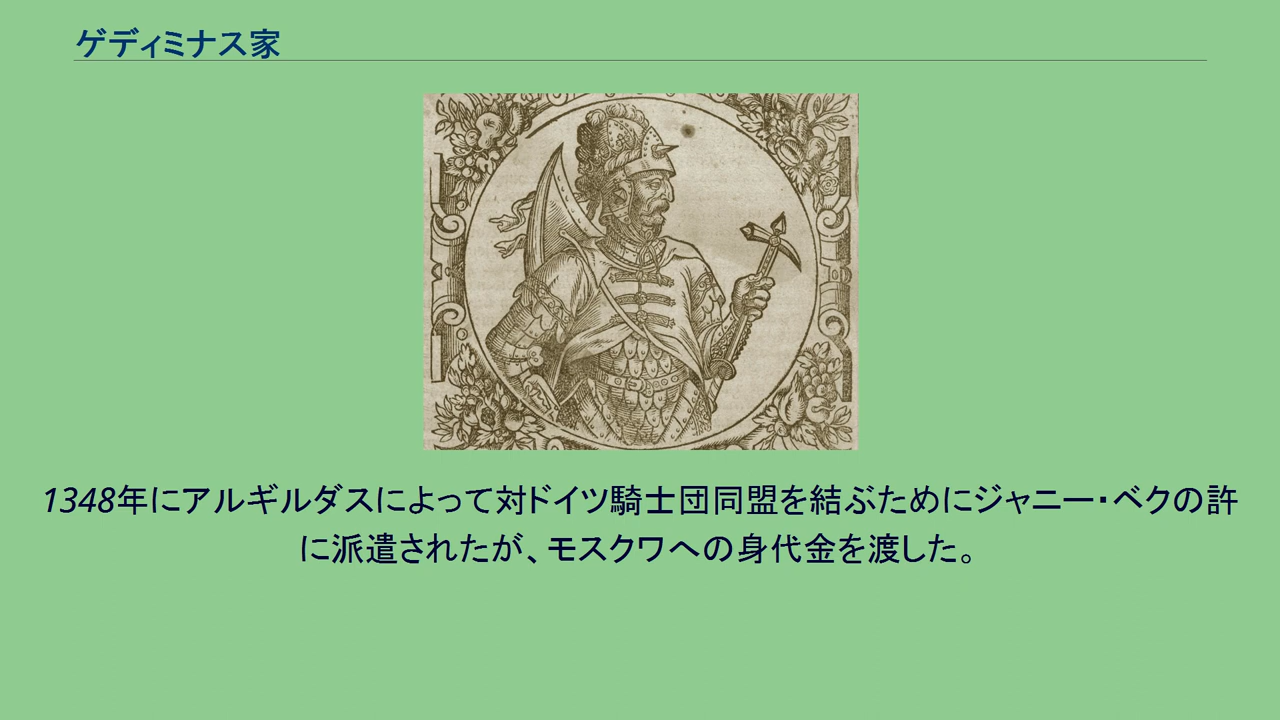 ゲディミナス家
1348年にアルギルダスによって対ドイツ騎士団同盟を結ぶためにジャニー・ベクの許
に派遣されたが、モスクワへの身代金を渡した。